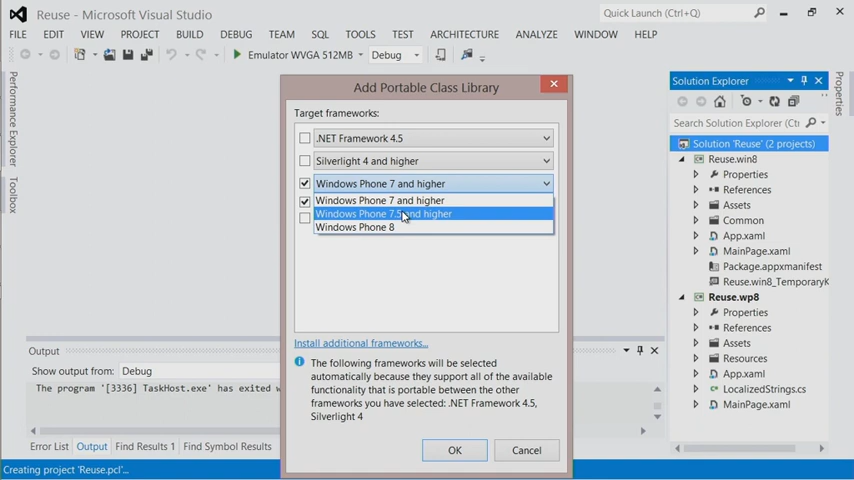 Reuse - Microsoft Visual Studio
Quick Launch (Ctrl+Q)
FILE EDIT VIEW PROJECT BUILD DEBUG TEAM SQL TOOLS TEST ARCHITECTURE ANALYZE WINDOW HELP
Emulator WVGA 512MB Debug
Performance Explorer
Toolbox
Add Portable Class Library
Target frameworks:
.NET Framework 4.5
Silverlight 4 and higher
Windows Phone 7 and higher
Windows Phone 7 and higher
Windows Phone 7.5 and higher
Windows Phone 8
Install additional frameworks...
The following frameworks will be selected
automatically because they support all of the available
functionality that is portable between the other
frameworks you have selected: .NET Framework 4.5,
Silverlight 4
OK Cancel
Output
Show output from: Debug
The program '[3336] TaskHost.exe' has exited
Error List Output Find Results 1 Find Symbol Results
Creating project 'Reuse.pcl'...
Solution Explorer
Search Solution Explorer (Ctrl
Solution 'Reuse' (2 projects)
Reuse.win8
Properties
References
Assets
Common
App.xaml
MainPage.xaml
Package.appxmanifest
Reuse.win8_TemporaryK
Reuse.wp8
Properties
References
Assets
Resources
App.xaml
LocalizedStrings.cs
MainPage.xaml
Properties